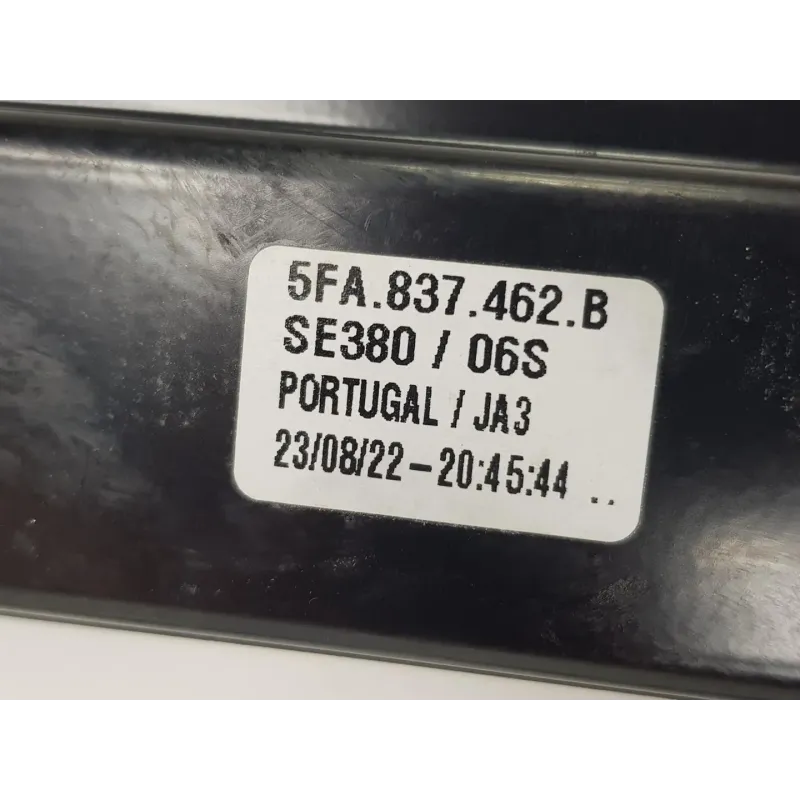 5FA.837.462.B
SE380 / 06S
PORTUGAL / JA3
23/08/22-20:45:44 ..